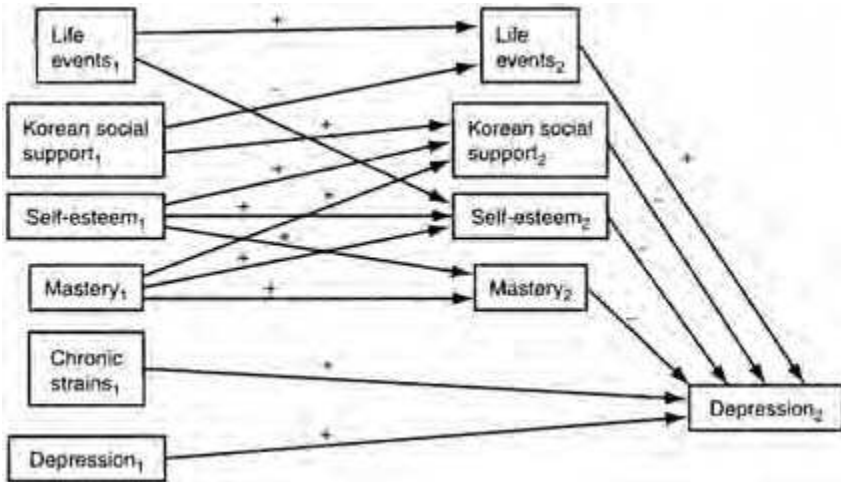 Life
events₁
Life
events₂
Korean social
support₁
Korean social
support₂
Self-esteem₁
Self-esteem₂
Mastery₁
Mastery₂
Chronic
strains₁
Depression₁
Depression₂
+
-
+
+
+
+
+
+
+
+
+
+
-
-
-